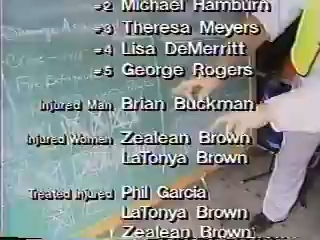 #2 Michael Hamburn
#3 Theresa Meyers
#4 Lisa DeMerritt
#5 George Rogers
Injured Man Brian Buckman
Injured Women Zealean Brown
LaTonya Brown
Treated Injured Phil Garcia
LaTonya Brown
Zealean Brown